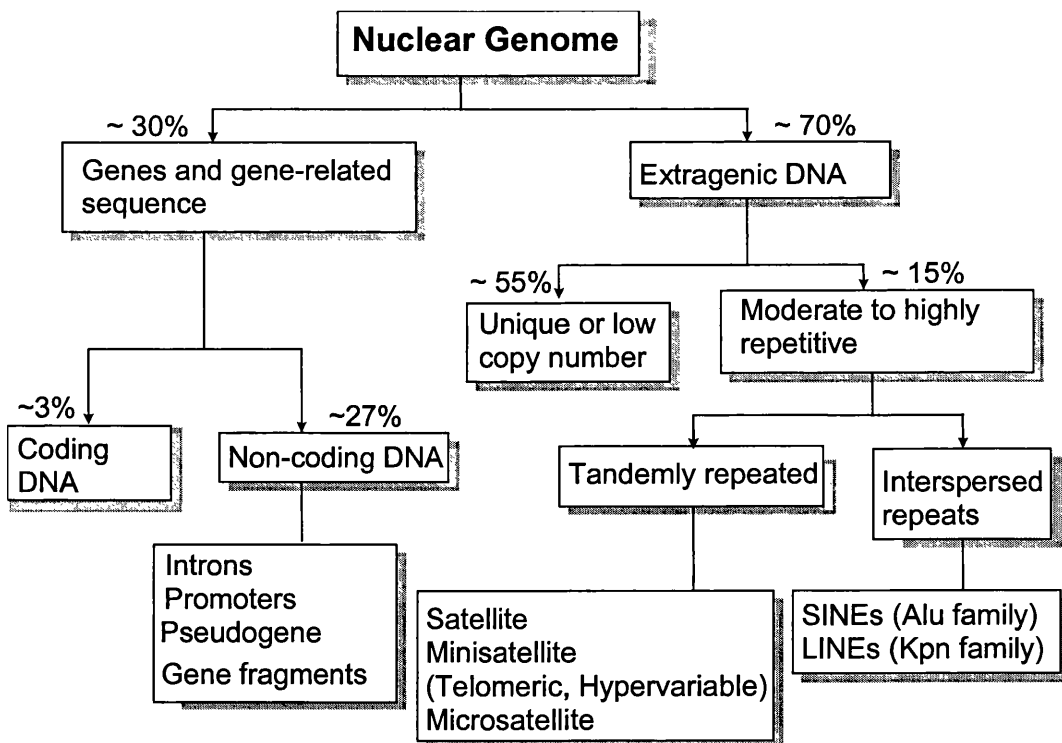 Nuclear Genome
~ 30%
Genes and gene-related
sequence
~ 70%
Extragenic DNA
~ 55%
Unique or low
copy number
~ 15%
Moderate to highly
repetitive
~3%
Coding
DNA
~27%
Non-coding DNA
Tandemly repeated
Interspersed
repeats
Introns
Promoters
Pseudogene
Gene fragments
Satellite
Minisatellite
(Telomeric, Hypervariable)
Microsatellite
SINEs (Alu family)
LINEs (Kpn family)